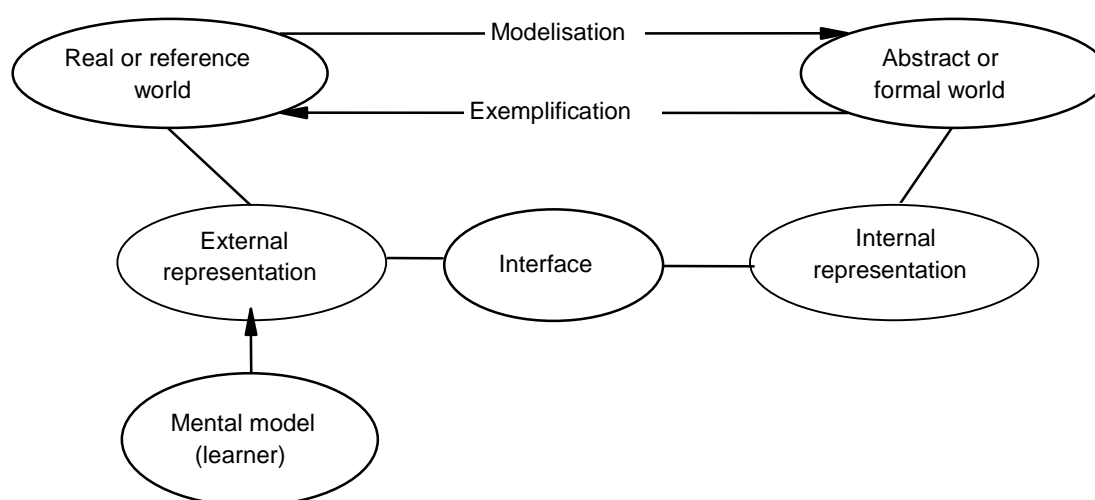 Modelisation
Real or reference
world
Abstract or
formal world
Exemplification
External
representation
Interface
Internal
representation
Mental model
(learner)